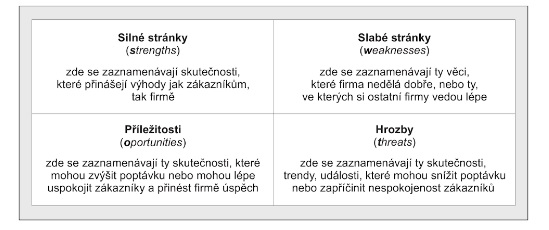 Silné stránky
(strengths)
zde se zaznamenávají skutečnosti,
které přinášejí výhody jak zákazníkům,
tak firmě
Slabé stránky
(weaknesses)
zde se zaznamenávají ty věci,
které firma nedělá dobře, nebo ty,
ve kterých si ostatní firmy vedou lépe
Příležitosti
(oportunities)
zde se zaznamenávají ty skutečnosti, které
mohou zvýšit poptávku nebo mohou lépe
uspokojit zákazníky a přinést firmě úspěch
Hrozby
(threats)
zde se zaznamenávají ty skutečnosti,
trendy, události, které mohou snížit poptávku
nebo zapříčinit nespokojenost zákazníků